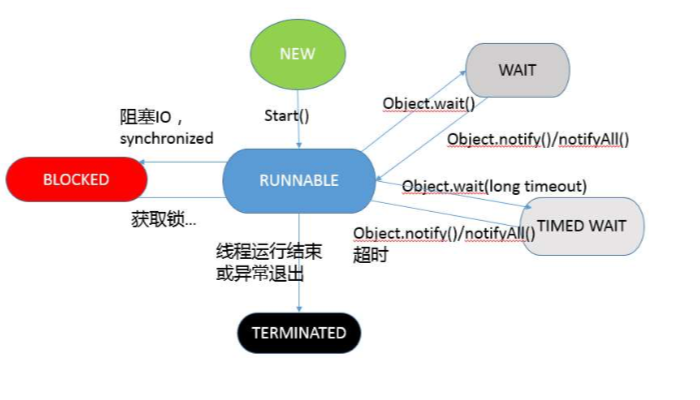 NEW
WAIT
Object.wait()
阻塞IO，
synchronized
Start()
Object.notify()/notifyAll()
BLOCKED
RUNNABLE
Object.wait(long timeout)
获取锁...
Object.notify()/notifyAll()
超时
TIMED WAIT
线程运行结束
或异常退出
TERMINATED